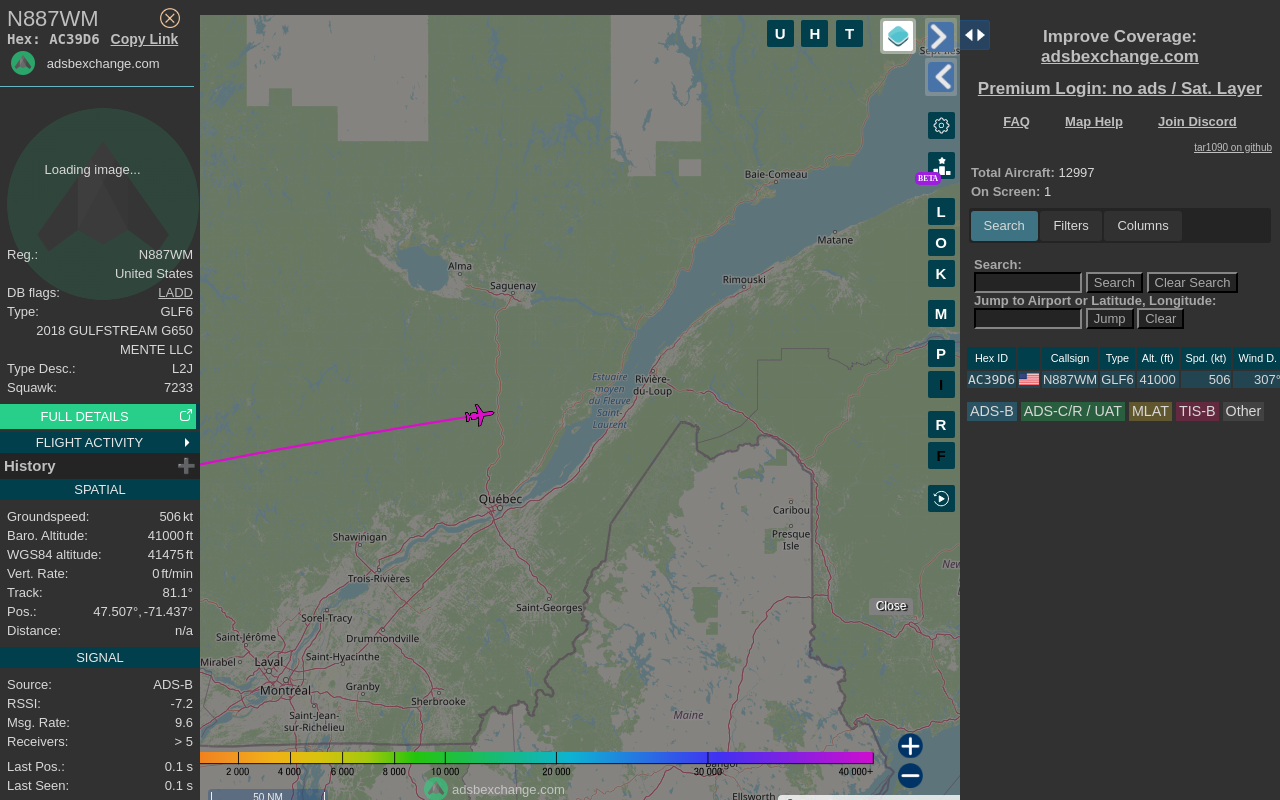 N887WM
Hex: AC39D6 Copy Link
adsbexchange.com
Loading image...
Reg.: N887WM
United States
DB flags: LADD
Type: GLF6
2018 GULFSTREAM G650
MENTE LLC
Type Desc.: L2J
Squawk: 7233
FULL DETAILS
FLIGHT ACTIVITY
History
SPATIAL
Groundspeed: 506 kt
Baro. Altitude: 41000 ft
WGS84 altitude: 41475 ft
Vert. Rate: 0 ft/min
Track: 81.1°
Pos.: 47.507°, -71.437°
Distance: n/a
SIGNAL
Source: ADS-B
RSSI: -7.2
Msg. Rate: 9.6
Receivers: > 5
Last Pos.: 0.1 s
Last Seen: 0.1 s
U H T
BETA
L
O
K
M
P
I
R
F
Baie-Comeau
Matane
Rimouski
Alma
Saguenay
Estuaire
moyen
du Fleuve
Saint-
Laurent
Rivière-
du-Loup
Québec
Caribou
Presque
Isle
Shawinigan
Trois-Rivières
Saint-Georges
Sorel-Tracy
Close
Saint-Jérôme
Drummondville
Mirabel
Laval
Saint-Hyacinthe
Montréal
Granby
Sherbrooke
Saint-Jean-
sur-Richelieu
Maine
Bangor
2 000 4 000 6 000 8 000 10 000 20 000 30 000 40 000+
adsbexchange.com
50 NM
Ellsworth
Improve Coverage:
adsbexchange.com
Premium Login: no ads / Sat. Layer
FAQ Map Help Join Discord
tar1090 on github
Total Aircraft: 12997
On Screen: 1
Search Filters Columns
Search:
Search Clear Search
Jump to Airport or Latitude, Longitude:
Jump Clear
Hex ID Callsign Type Alt. (ft) Spd. (kt) Wind D.
AC39D6 N887WM GLF6 41000 506 307°
ADS-B ADS-C/R / UAT MLAT TIS-B Other